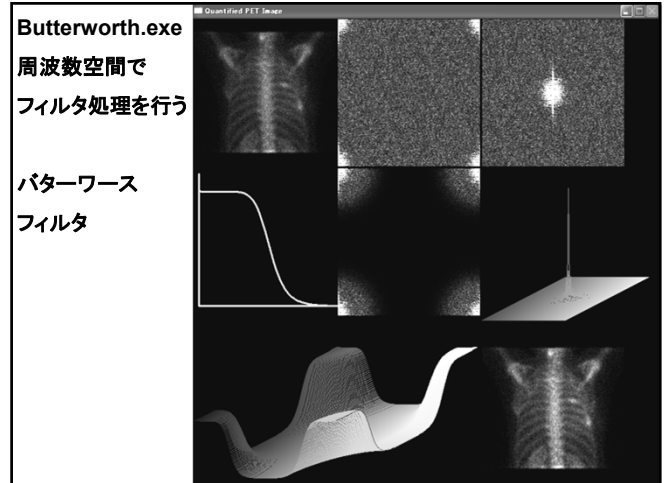 Butterworth.exe
周波数空間で
フィルタ処理を行う
バターワース
フィルタ
Quantified PET Image